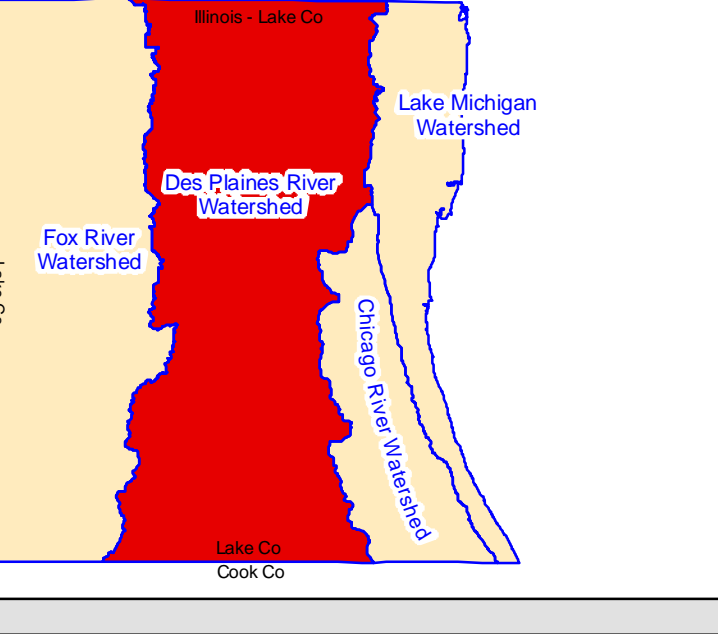 Illinois - Lake Co
Lake Michigan
Watershed
Des Plaines River
Watershed
Fox River
Watershed
Chicago River Watershed
Lake Co
Cook Co